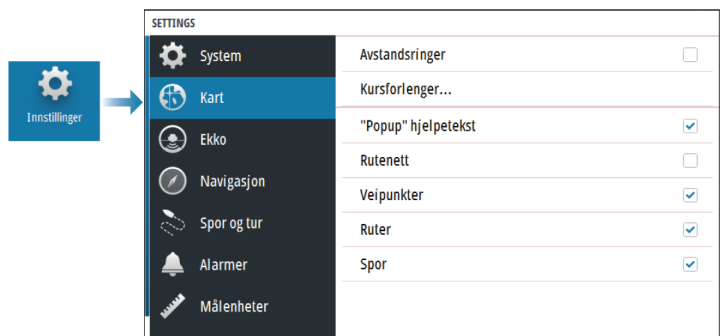 SETTINGS
Innstillinger
System
Kart
Ekko
Navigasjon
Spor og tur
Alarmer
Målenheter
Avstandsringer
Kursforlenger...
"Popup" hjelpetekst
Rutenett
Veipunkter
Ruter
Spor